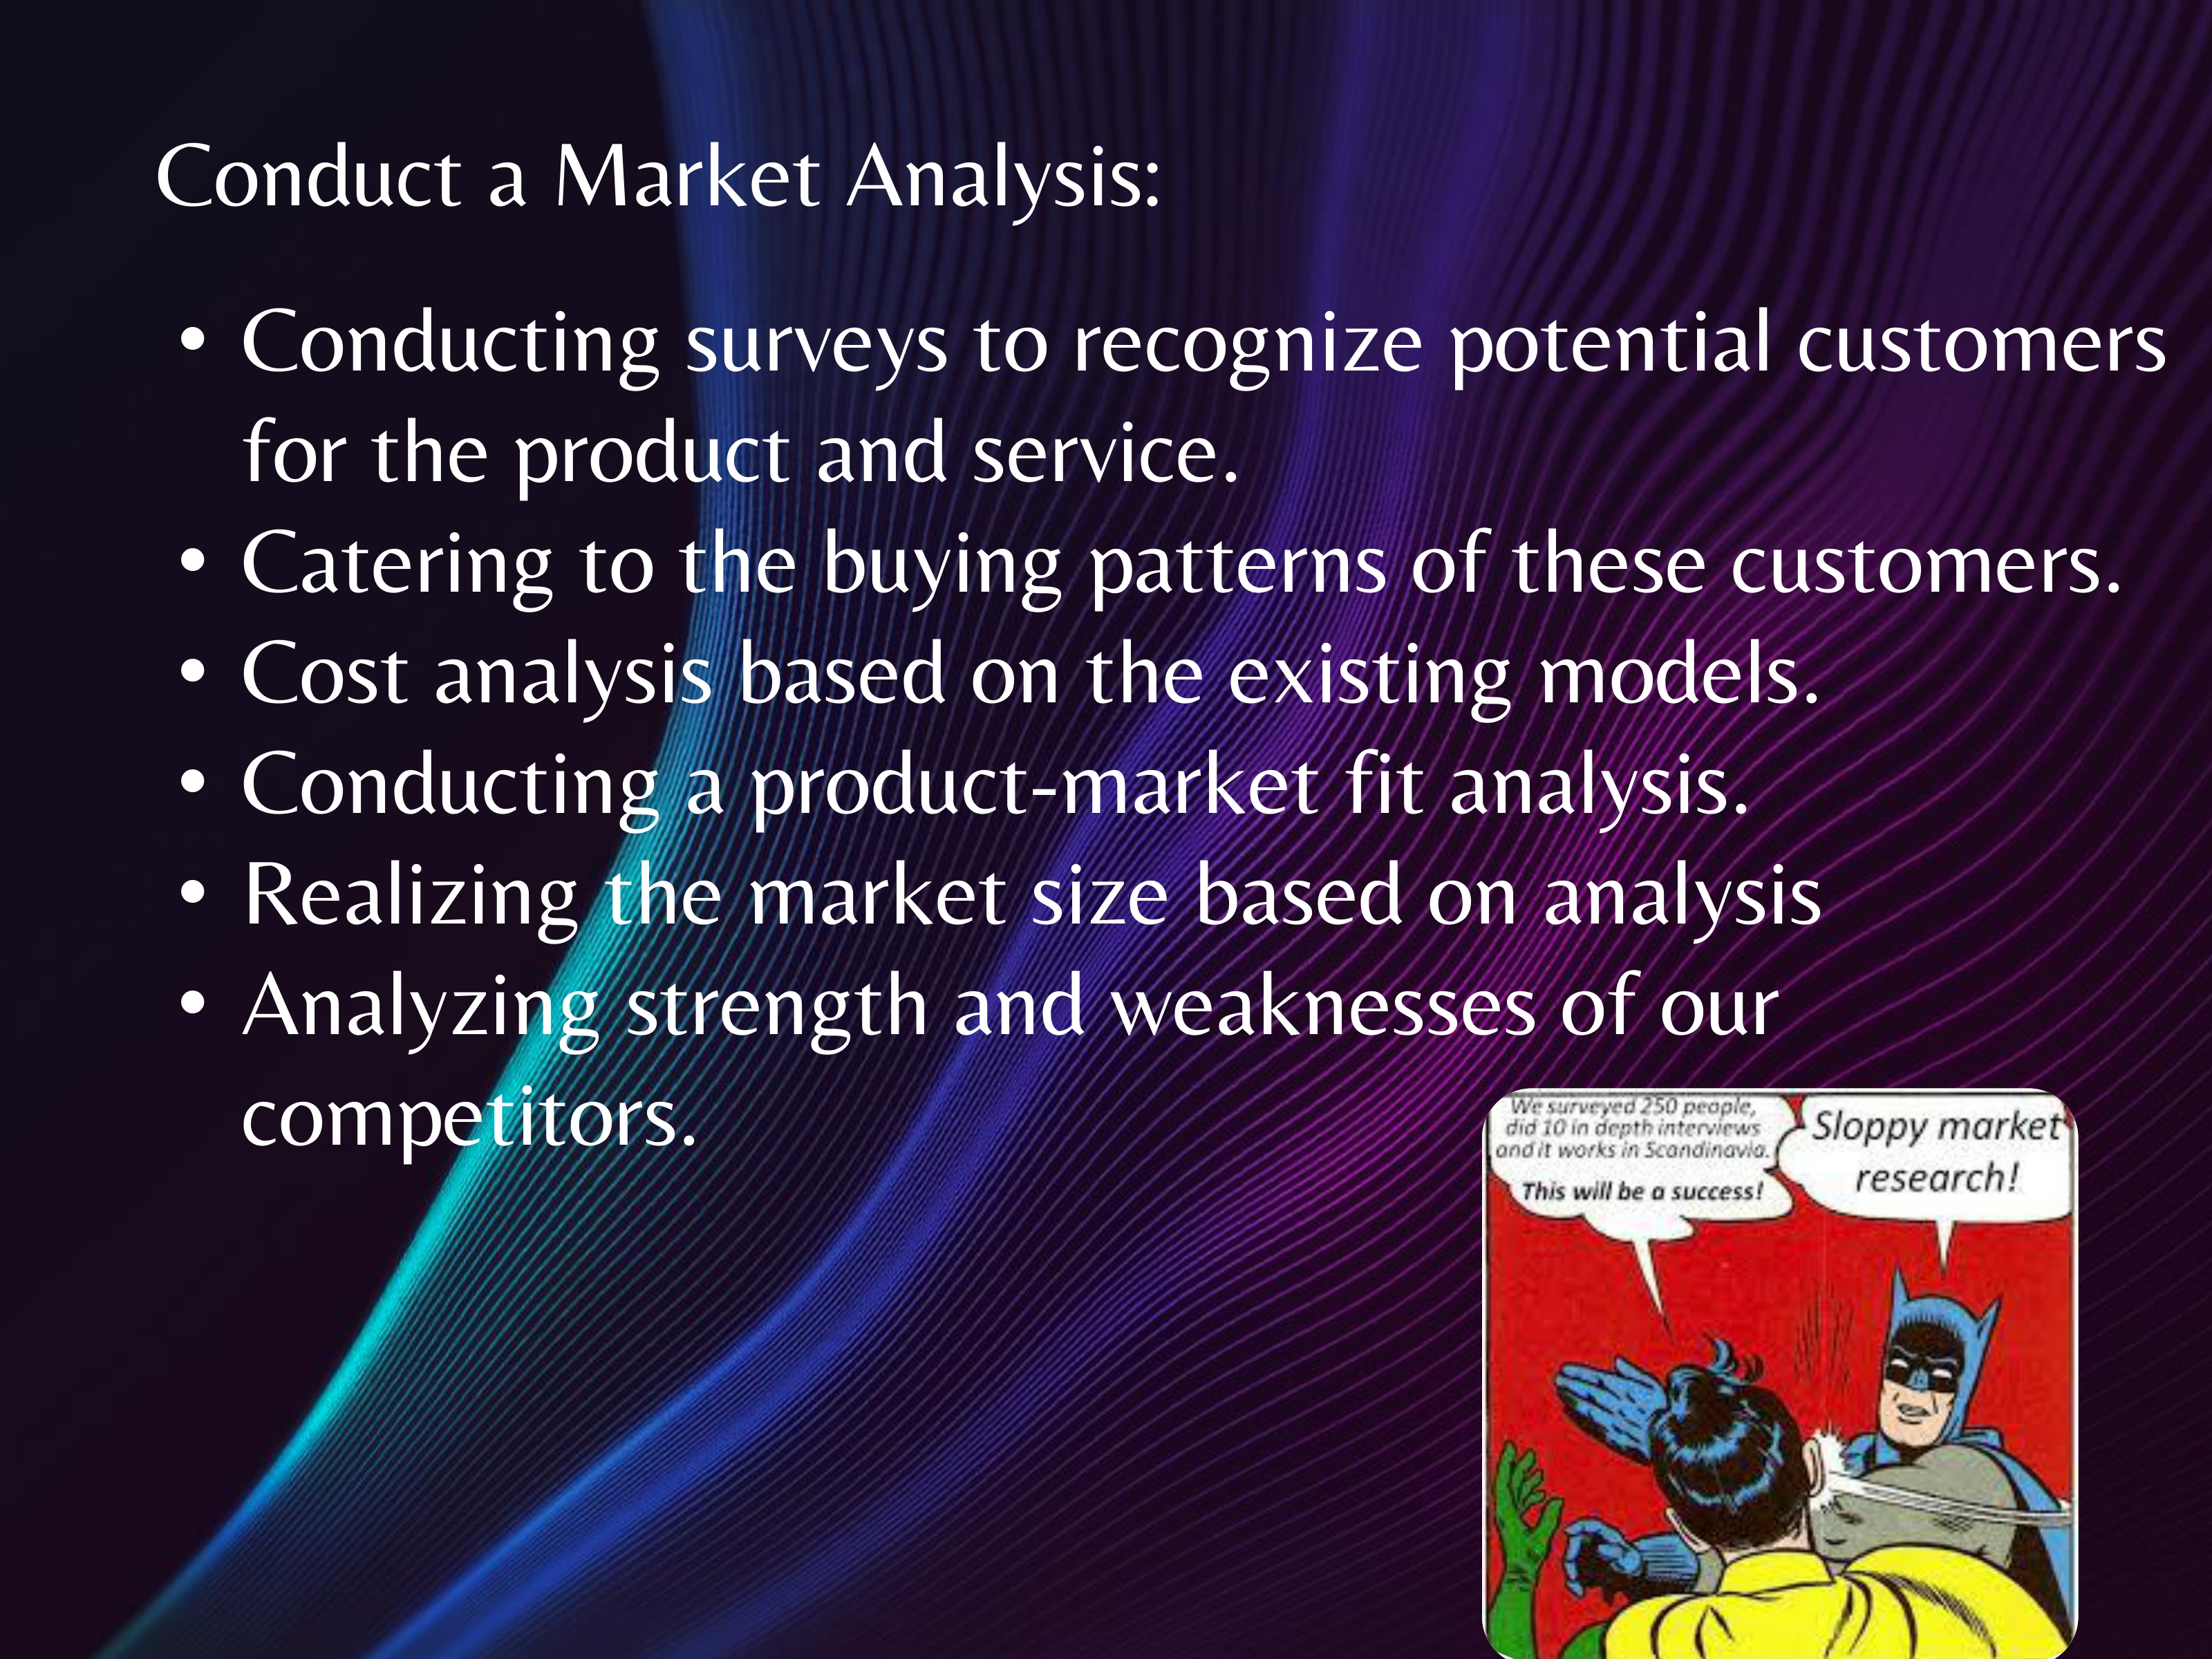 Conduct a Market Analysis:
• Conducting surveys to recognize potential customers
for the product and service.
• Catering to the buying patterns of these customers.
• Cost analysis based on the existing models.
• Conducting a product-market fit analysis.
• Realizing the market size based on analysis
• Analyzing strength and weaknesses of our
competitors.
We surveyed 250 people,
did 10 in depth interviews
and it works in Scandinavia.
This will be a success!
Sloppy market
research!